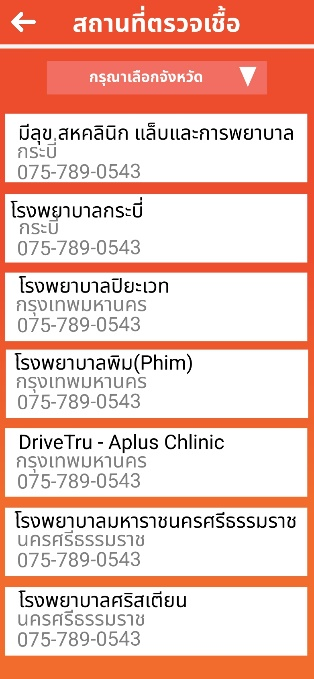 สถานที่ตรวจเชื้อ
กรุณาเลือกจังหวัด
มีลุข สหคลินิก แล็บและการพยาบาล
กระบี่
075-789-0543
โรงพยาบาลกระบี่
กระบี่
075-789-0543
โรงพยาบาลปิยะเวท
กรุงเทพมหานคร
075-789-0543
โรงพยาบาลพิม(Phim)
กรุงเทพมหานคร
075-789-0543
DriveTru - Aplus Chlinic
กรุงเทพมหานคร
075-789-0543
โรงพยาบาลมหาราชนครศรีธรรมราช
นครศรีธรรมราช
075-789-0543
โรงพยาบาลศริสเตียน
นครศรีธรรมราช
075-789-0543